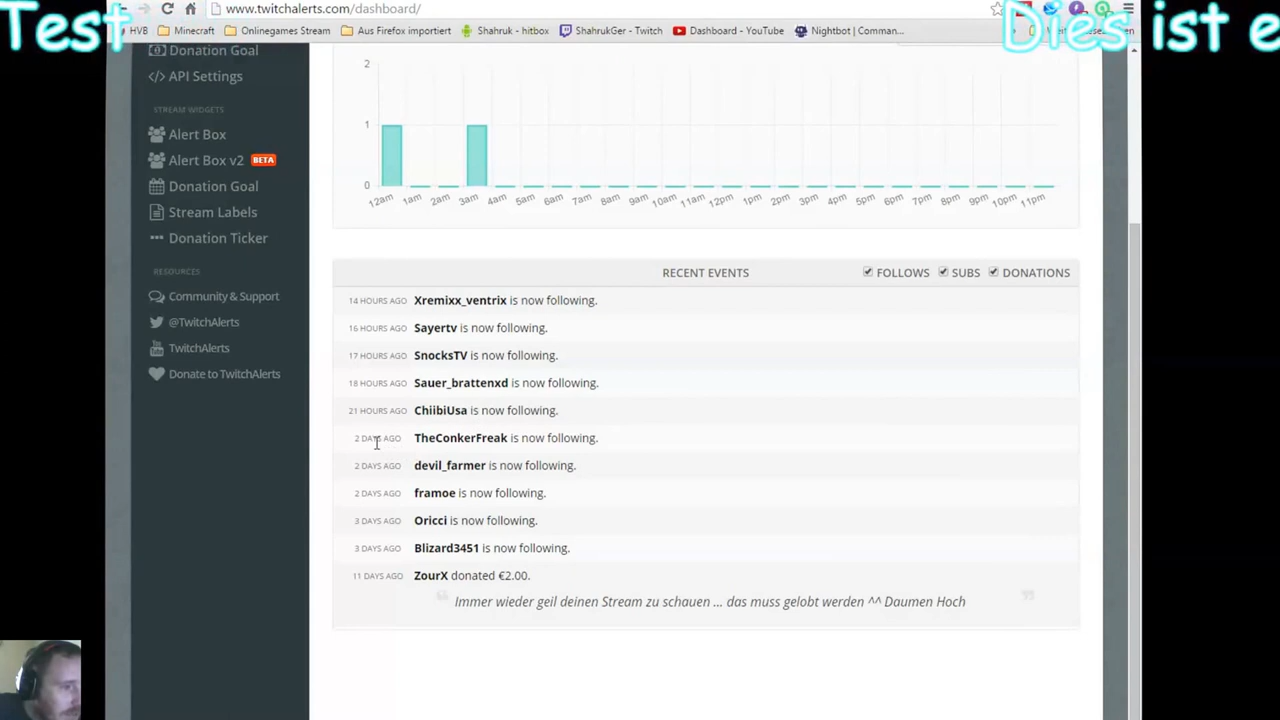 www.twitchalerts.com/dashboard/
HVB Minecraft Onlinegames Stream Aus Firefox importiert Shahruk - hitbox ShahrukGer - Twitch Dashboard - YouTube Nightbot | Comman...
Test Dies ist e
Donation Goal
API Settings
STREAM WIDGETS
Alert Box
Alert Box v2 BETA
Donation Goal
Stream Labels
Donation Ticker
RESOURCES
Community & Support
@TwitchAlerts
TwitchAlerts
Donate to TwitchAlerts
2
1
0
12am 1am 2am 3am 4am 5am 6am 7am 8am 9am 10am 11am 12pm 1pm 2pm 3pm 4pm 5pm 6pm 7pm 8pm 9pm 10pm 11pm
RECENT EVENTS FOLLOWS SUBS DONATIONS
14 HOURS AGO Xremixx_ventrix is now following.
16 HOURS AGO Sayertv is now following.
17 HOURS AGO SnocksTV is now following.
18 HOURS AGO Sauer_brattenxd is now following.
21 HOURS AGO ChiibiUsa is now following.
2 DAYS AGO TheConkerFreak is now following.
2 DAYS AGO devil_farmer is now following.
2 DAYS AGO framoe is now following.
3 DAYS AGO Oricci is now following.
3 DAYS AGO Blizard3451 is now following.
11 DAYS AGO ZourX donated €2.00.
Immer wieder geil deinen Stream zu schauen ... das muss gelobt werden ^^ Daumen Hoch